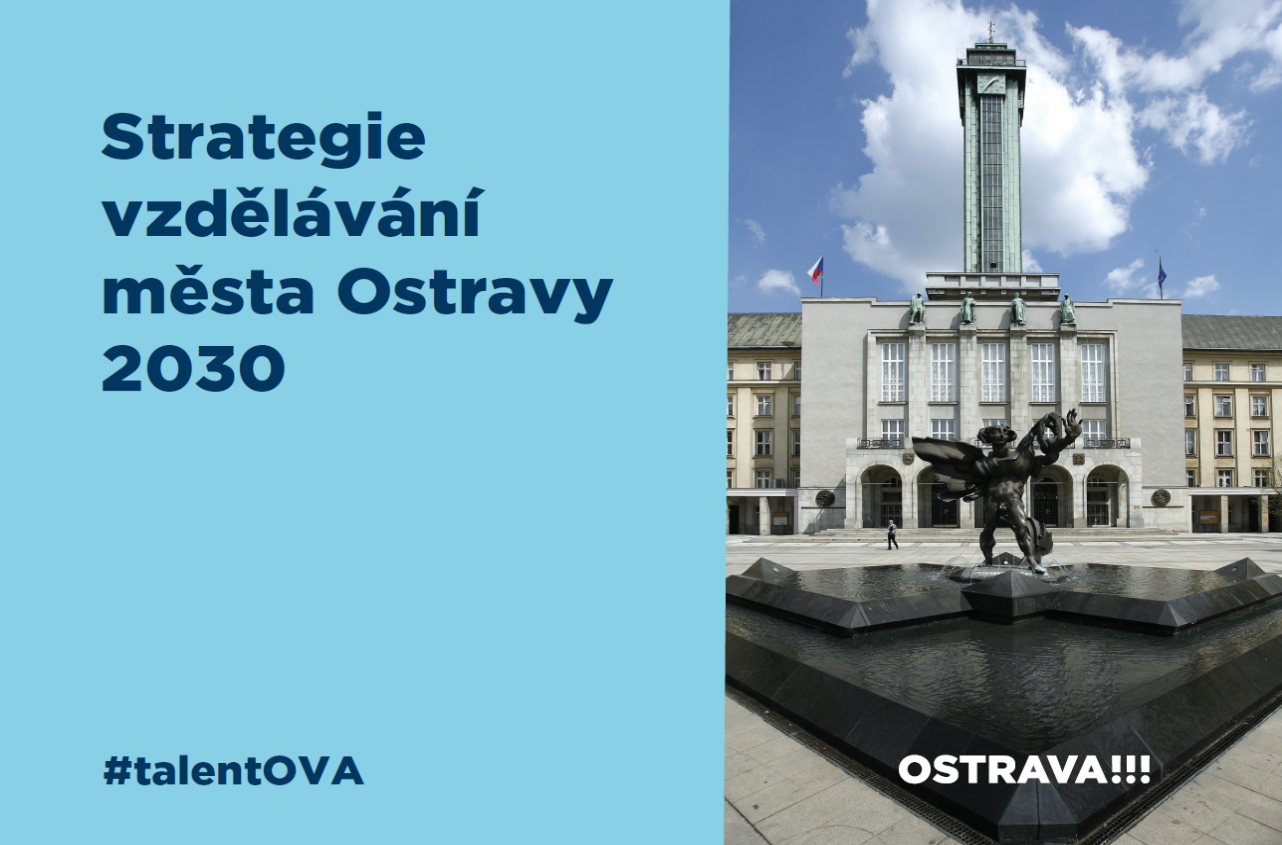 Strategie
vzdělávání
města Ostravy
2030
#talentOVA
OSTRAVA!!!